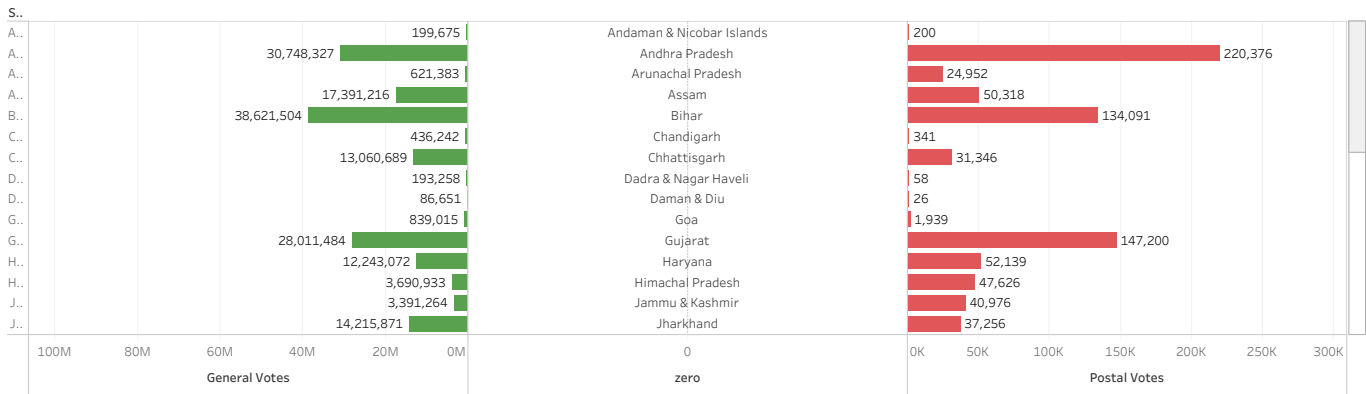 S..
A.. 199,675 Andaman & Nicobar Islands 200
A.. 30,748,327 Andhra Pradesh 220,376
A.. 621,383 Arunachal Pradesh 24,952
A.. 17,391,216 Assam 50,318
B.. 38,621,504 Bihar 134,091
C.. 436,242 Chandigarh 341
C.. 13,060,689 Chhattisgarh 31,346
D.. 193,258 Dadra & Nagar Haveli 58
D.. 86,651 Daman & Diu 26
G.. 839,015 Goa 1,939
G.. 28,011,484 Gujarat 147,200
H.. 12,243,072 Haryana 52,139
H.. 3,690,933 Himachal Pradesh 47,626
J.. 3,391,264 Jammu & Kashmir 40,976
J.. 14,215,871 Jharkhand 37,256
100M 80M 60M 40M 20M 0M 0 0K 50K 100K 150K 200K 250K 300K
General Votes zero Postal Votes